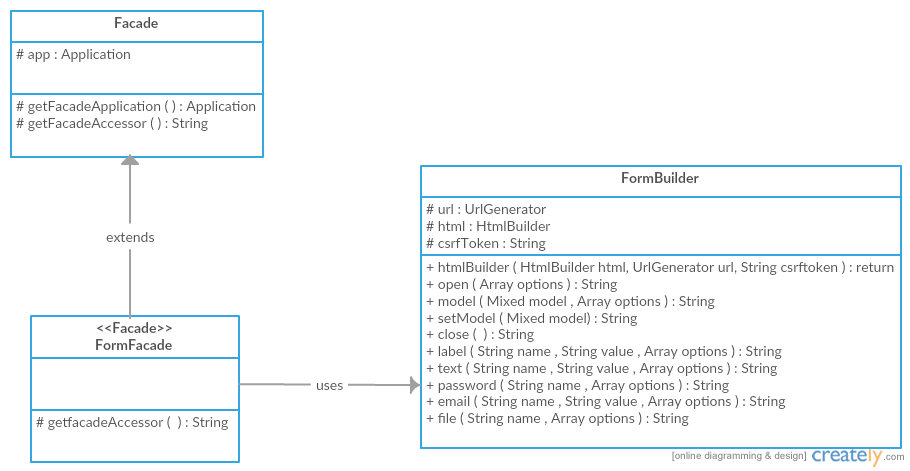 Facade
# app : Application
# getFacadeApplication ( ) : Application
# getFacadeAccessor ( ) : String
extends
<<Facade>>
FormFacade
# getfacadeAccessor (  ) : String
uses
FormBuilder
# url : UrlGenerator
# html : HtmlBuilder
# csrfToken : String
+ htmlBuilder ( HtmlBuilder html, UrlGenerator url, String csrftoken ) : return
+ open ( Array options ) : String
+ model ( Mixed model , Array options ) : String
+ setModel ( Mixed model) : String
+ close (  ) : String
+ label ( String name , String value , Array options ) : String
+ text ( String name , String value , Array options ) : String
+ password ( String name , Array options ) : String
+ email ( String name , String value , Array options ) : String
+ file ( String name , Array options ) : String
[online diagramming & design] creately.com